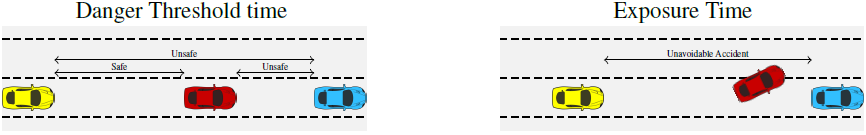 Danger Threshold time
Unsafe
Safe
Unsafe
Exposure Time
Unavoidable Accident